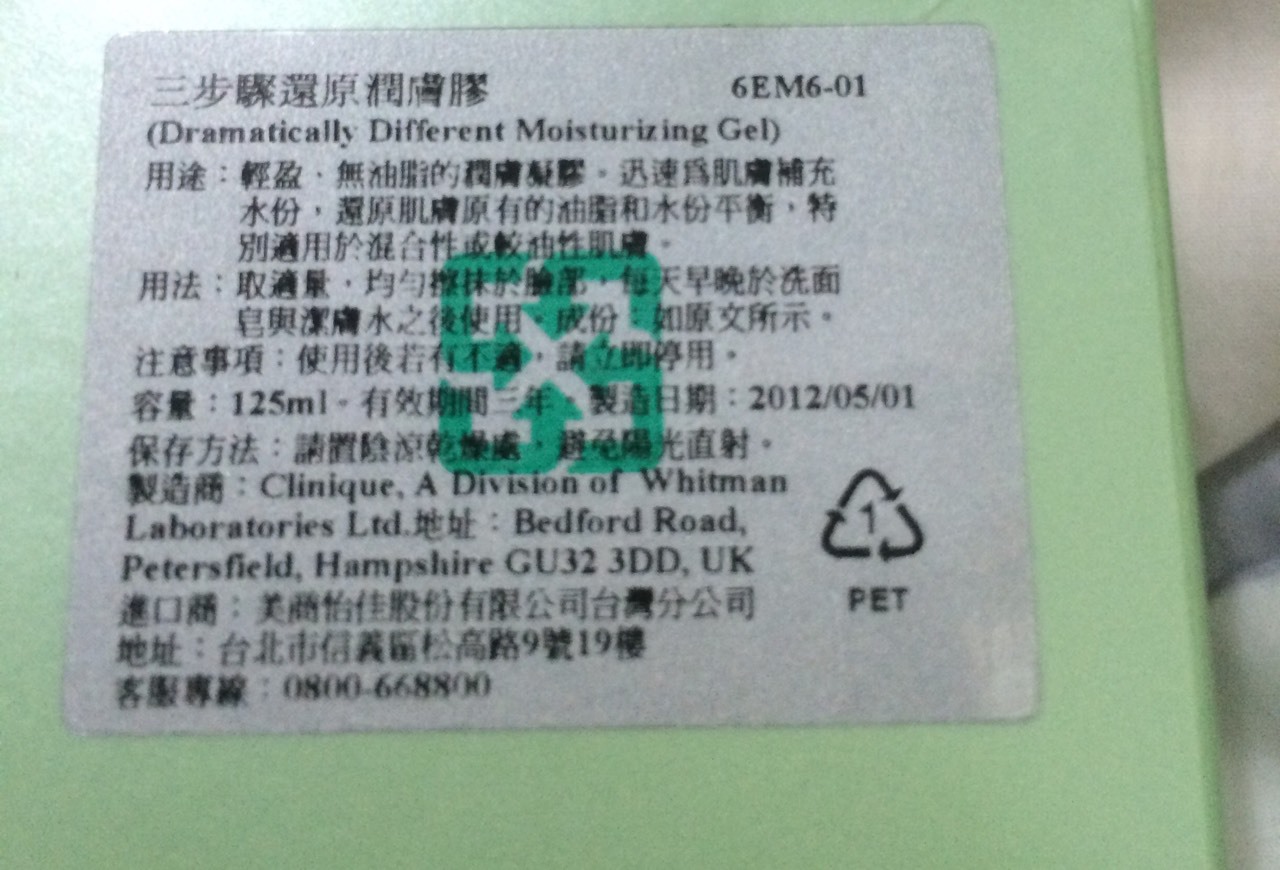 三步驟還原潤膚膠 6EM6-01
(Dramatically Different Moisturizing Gel)
用途：輕盈、無油脂的潤膚凝膠。迅速為肌膚補充
水份，還原肌膚原有的油脂和水份平衡，特
別適用於混合性或較油性肌膚。
用法：取適量，均勻擦抹於臉部，每天早晚於洗面
皂與潔膚水之後使用。成份：如原文所示。
注意事項：使用後若有不適，請立即停用。
容量：125ml。有效期間三年。製造日期：2012/05/01
保存方法：請置陰涼乾燥處，避免陽光直射。
製造商：Clinique, A Division of Whitman
Laboratories Ltd.地址：Bedford Road,
Petersfield, Hampshire GU32 3DD, UK
進口商：美商怡佳股份有限公司台灣分公司
地址：台北市信義區松高路9號19樓
客服專線：0800-668800
1
PET